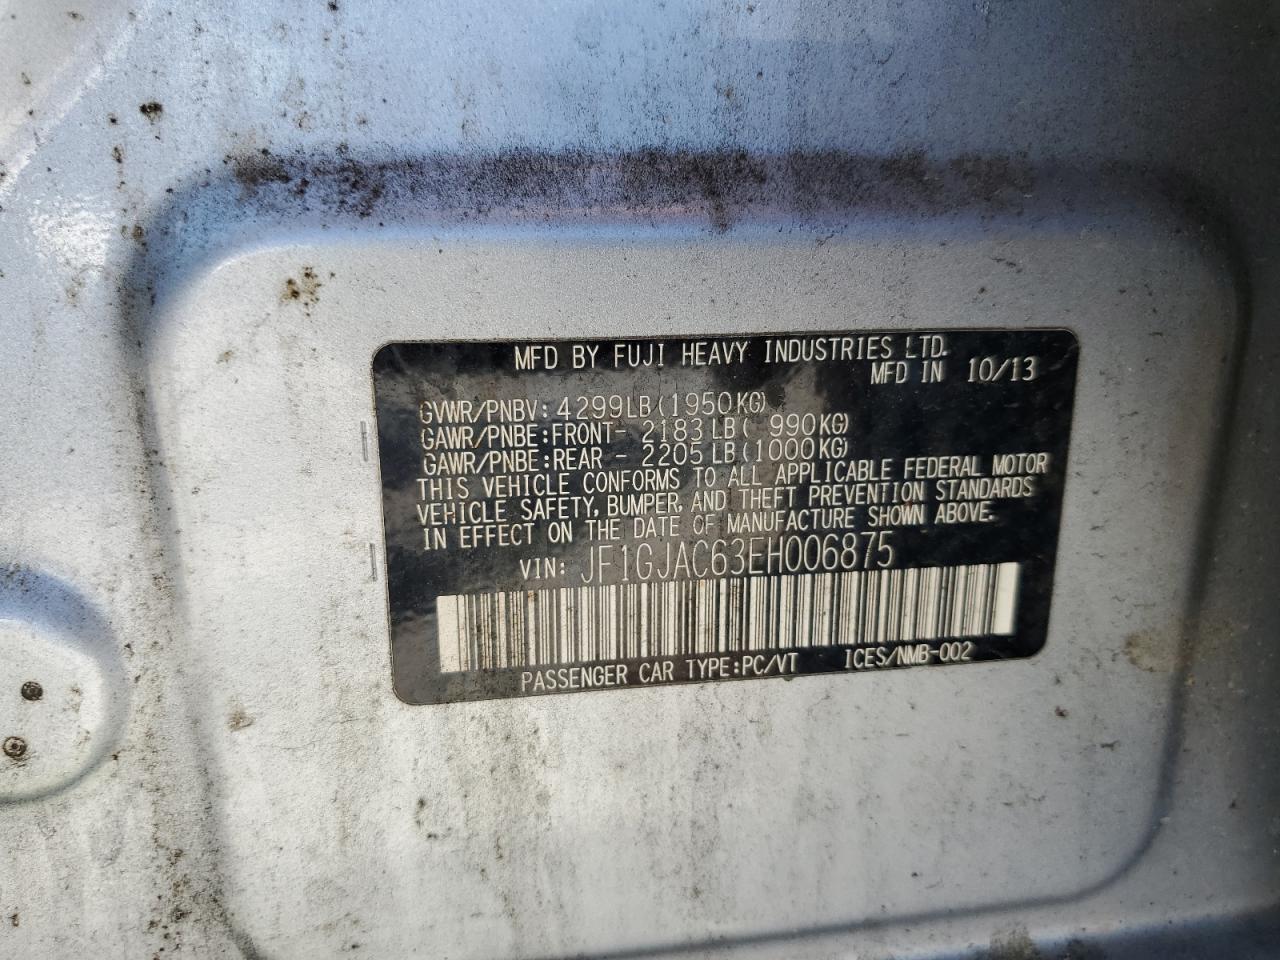 MFD BY FUJI HEAVY INDUSTRIES LTD.
MFD IN 10/13
GVWR/PNBV: 4299LB(1950KG)
GAWR/PNBE:FRONT- 2183 LB( 990KG)
GAWR/PNBE:REAR - 2205 LB(1000KG)
THIS VEHICLE CONFORMS TO ALL APPLICABLE FEDERAL MOTOR
VEHICLE SAFETY, BUMPER, AND THEFT PREVENTION STANDARDS
IN EFFECT ON THE DATE OF MANUFACTURE SHOWN ABOVE.
VIN: JF1GJAC63EH006875
PASSENGER CAR TYPE:PC/VT ICES/NMB-002